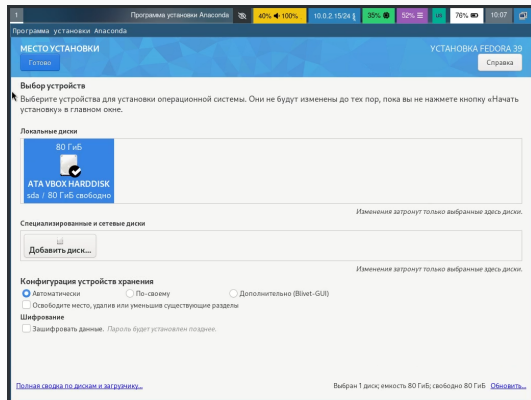 1 Программа установки Anaconda 40% 100% 10.0.2.15/24 35% 52% us 76% 10:07
Программа установки Anaconda
МЕСТО УСТАНОВКИ УСТАНОВКА FEDORA 39
Готово Справка
Выбор устройств
Выберите устройства для установки операционной системы. Они не будут изменены до тех пор, пока вы не нажмете кнопку «Начать
установку» в главном окне.
Локальные диски
80 ГиБ
ATA VBOX HARDDISK
sda / 80 ГиБ свободно
Изменения затронут только выбранные здесь диски.
Специализированные и сетевые диски
Добавить диск...
Изменения затронут только выбранные здесь диски.
Конфигурация устройств хранения
Автоматически По-своему Дополнительно (Blivet-GUI)
Освободите место, удалив или уменьшив существующие разделы
Шифрование
Зашифровать данные. Пароль будет установлен позднее.
Полная сводка по дискам и загрузчику... Выбран 1 диск; емкость 80 ГиБ; свободно 80 ГиБ Обновить...